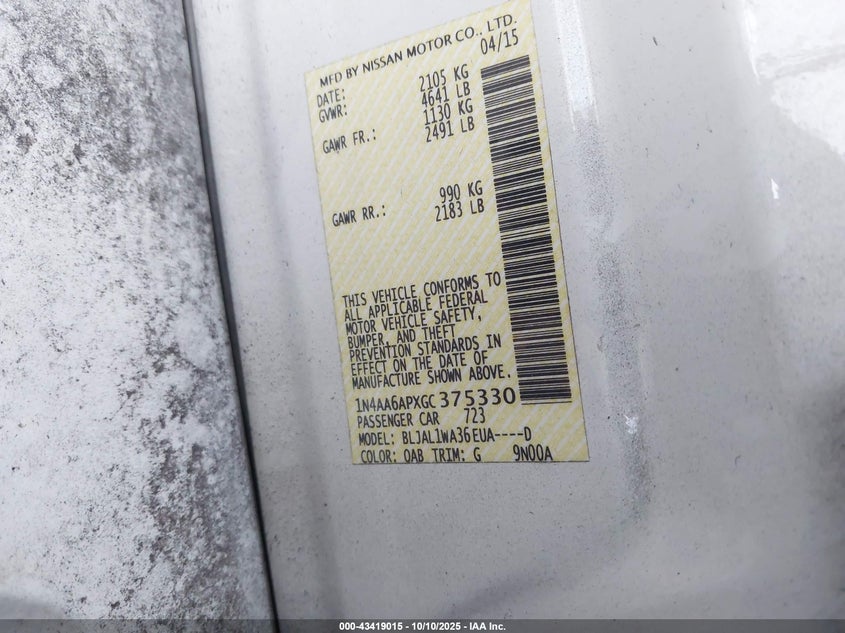 MFD BY NISSAN MOTOR CO., LTD.
DATE: 04/15
GVWR: 2105 KG
4641 LB
GAWR FR.: 1130 KG
2491 LB
GAWR RR.: 990 KG
2183 LB
THIS VEHICLE CONFORMS TO
ALL APPLICABLE FEDERAL
MOTOR VEHICLE SAFETY,
BUMPER, AND THEFT
PREVENTION STANDARDS IN
EFFECT ON THE DATE OF
MANUFACTURE SHOWN ABOVE.
1N4AA6APXGC375330
PASSENGER CAR 723
MODEL: BLJAL1WA36EUA----D
COLOR: QAB TRIM: G 9N00A
000-43419015 - 10/10/2025 - IAA Inc.